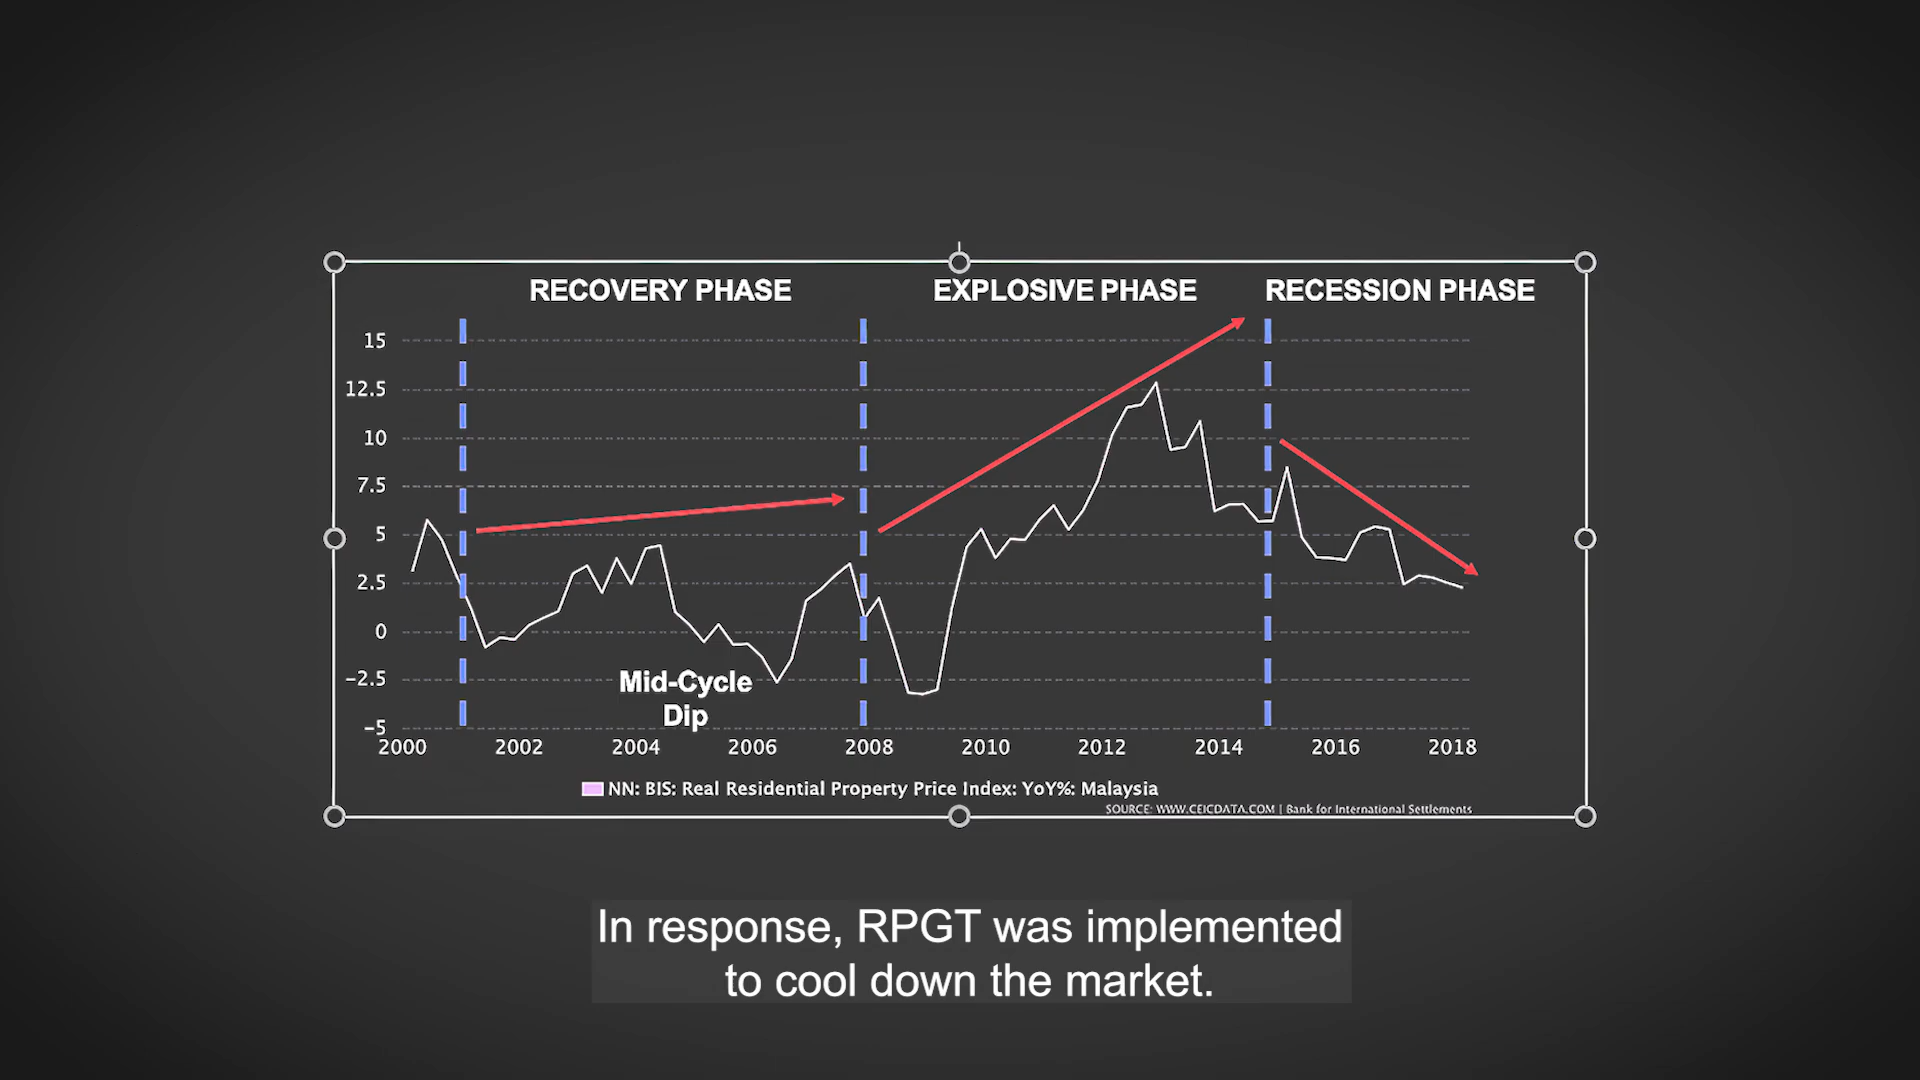 RECOVERY PHASE
EXPLOSIVE PHASE
RECESSION PHASE
15
12.5
10
7.5
5
2.5
0
−2.5
−5
Mid-Cycle
Dip
2000 2002 2004 2006 2008 2010 2012 2014 2016 2018
NN: BIS: Real Residential Property Price Index: YoY%: Malaysia
SOURCE: WWW.CEICDATA.COM | Bank for International Settlements
In response, RPGT was implemented
to cool down the market.